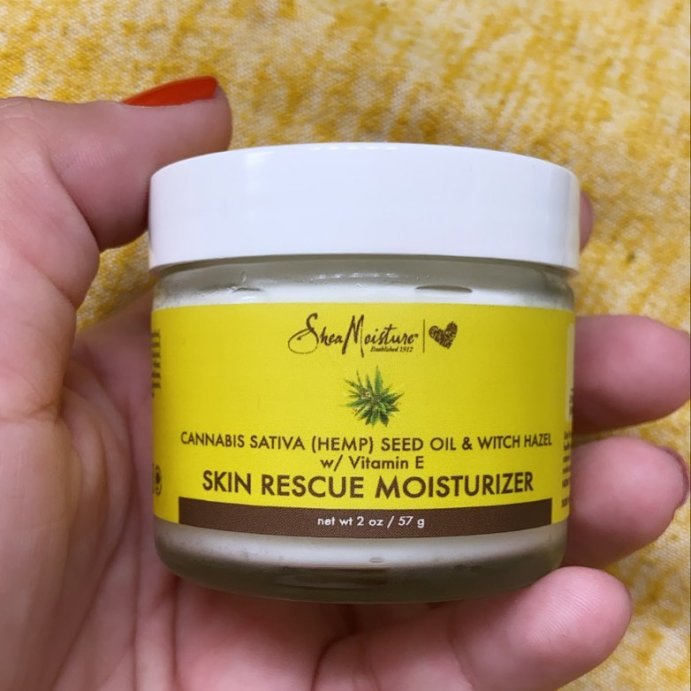 SheaMoisture
Established 1912
CANNABIS SATIVA (HEMP) SEED OIL & WITCH HAZEL
w/ Vitamin E
SKIN RESCUE MOISTURIZER
net wt 2 oz / 57 g